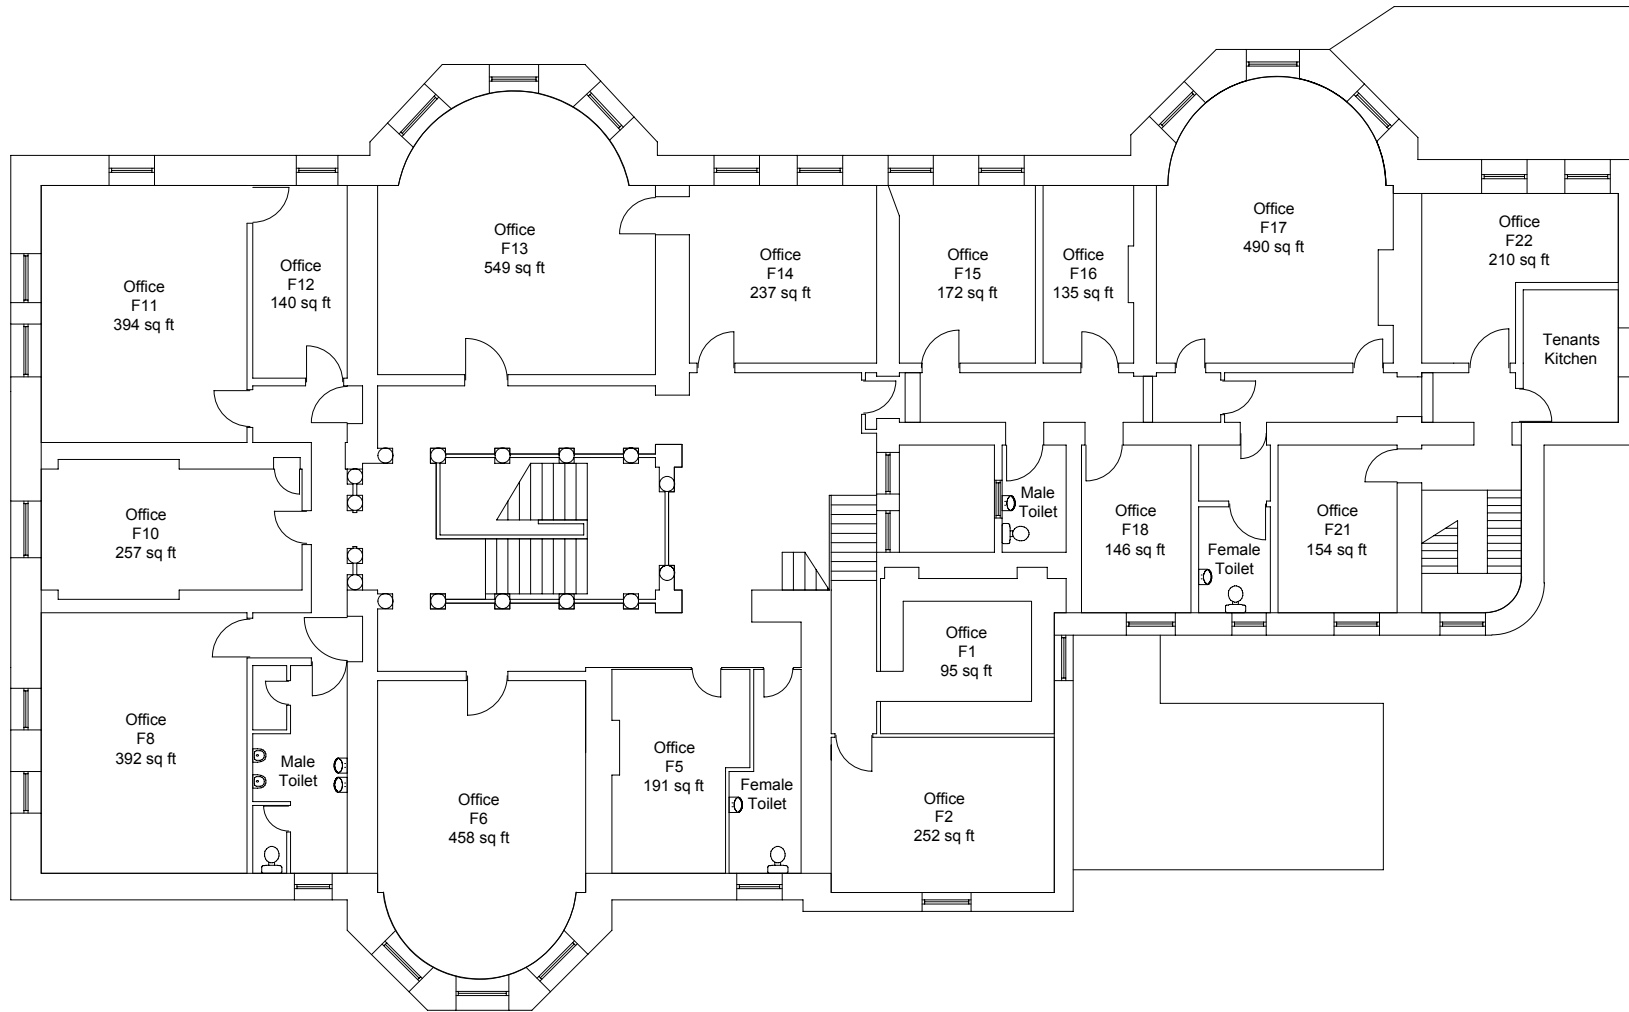 Office
F11
394 sq ft
Office
F12
140 sq ft
Office
F13
549 sq ft
Office
F14
237 sq ft
Office
F15
172 sq ft
Office
F16
135 sq ft
Office
F17
490 sq ft
Office
F22
210 sq ft
Tenants
Kitchen
Office
F10
257 sq ft
Male
Toilet
Office
F18
146 sq ft
Female
Toilet
Office
F21
154 sq ft
Office
F1
95 sq ft
Office
F8
392 sq ft
Male
Toilet
Office
F6
458 sq ft
Office
F5
191 sq ft
Female
Toilet
Office
F2
252 sq ft